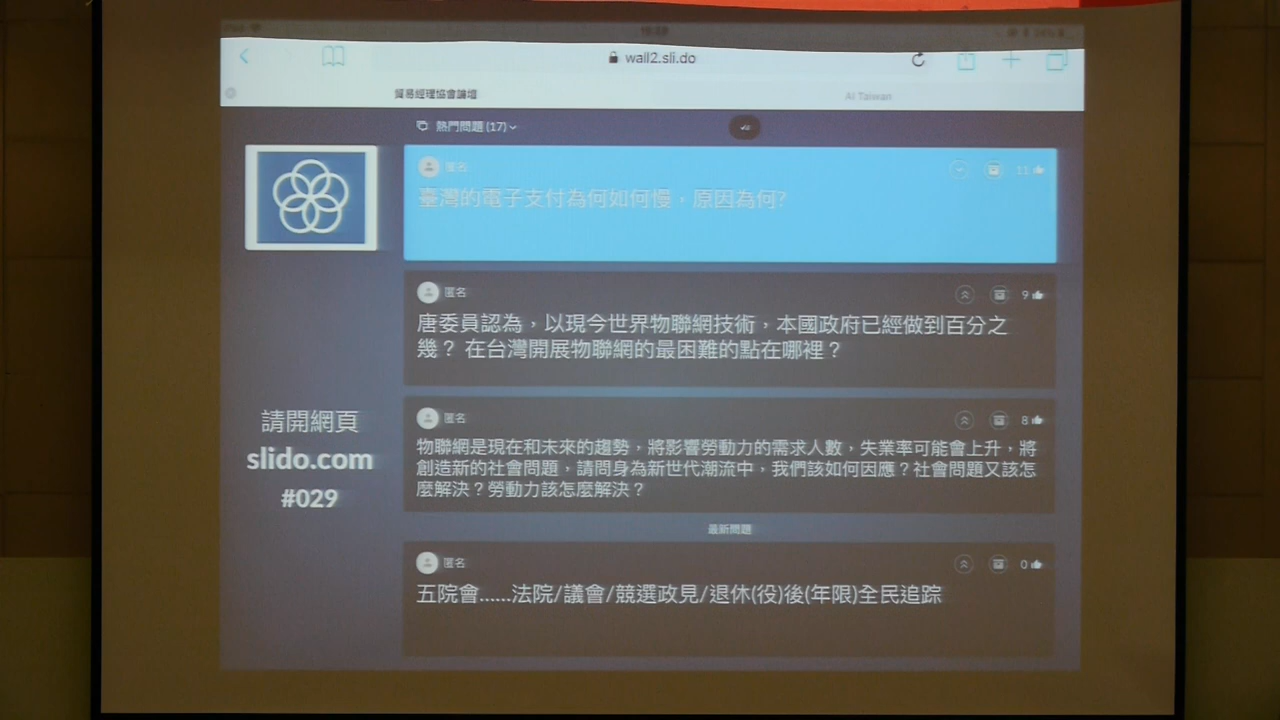 wall2.sli.do
貿易經理協會論壇
AI Taiwan
熱門問題 (17)
匿名
11
臺灣的電子支付為何如何慢，原因為何?
匿名
9
唐委員認為，以現今世界物聯網技術，本國政府已經做到百分之
幾？ 在台灣開展物聯網的最困難的點在哪裡？
匿名
8
物聯網是現在和未來的趨勢，將影響勞動力的需求人數，失業率可能會上升，將
創造新的社會問題，請問身為新世代潮流中，我們該如何因應？社會問題又該怎
麼解決？勞動力該怎麼解決？
請開網頁
slido.com
#029
最新問題
匿名
0
五院會......法院/議會/競選政見/退休(役)後(年限)全民追踪